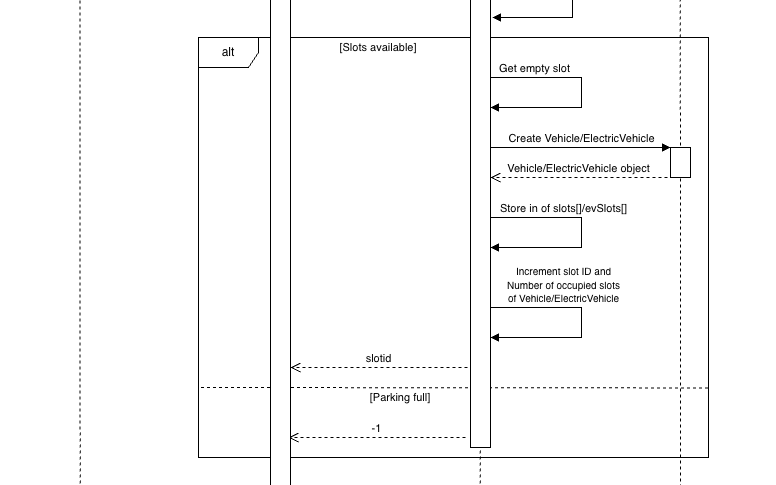 alt
[Slots available]
Get empty slot
Create Vehicle/ElectricVehicle
Vehicle/ElectricVehicle object
Store in of slots[]/evSlots[]
Increment slot ID and
Number of occupied slots
of Vehicle/ElectricVehicle
slotid
[Parking full]
-1